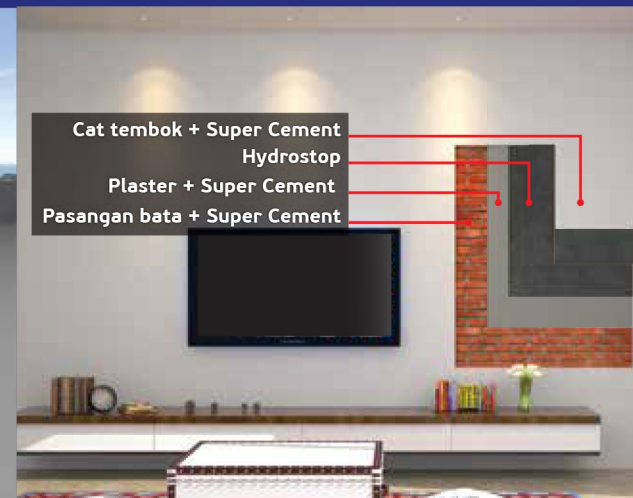 Cat tembok + Super Cement
Hydrostop
Plaster + Super Cement
Pasangan bata + Super Cement